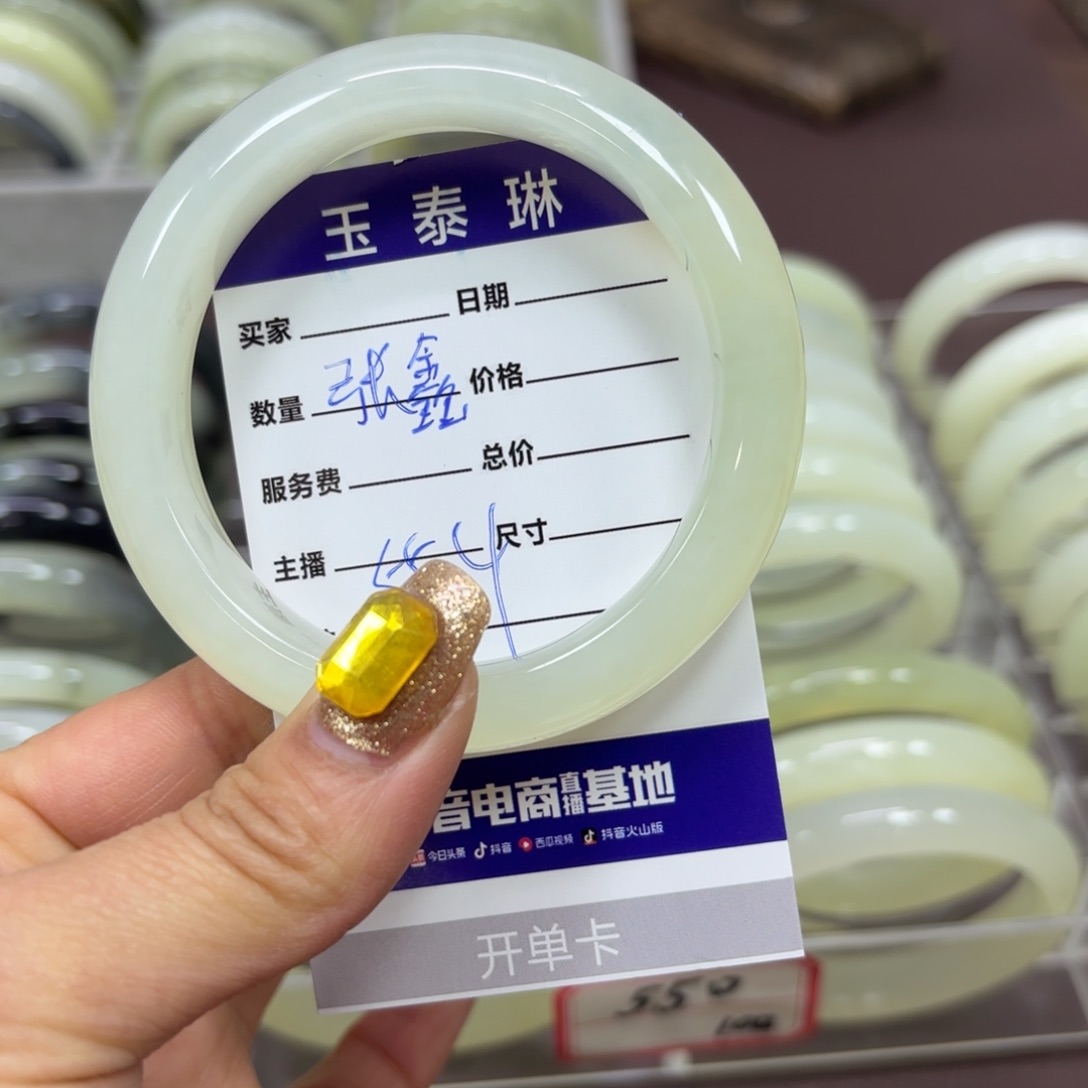 玉泰琳
买家 日期
张鑫
数量 价格
服务费 总价
主播 尺寸
音电商直播基地
今日头条 抖音 西瓜视频 抖音火山版
开单卡
550